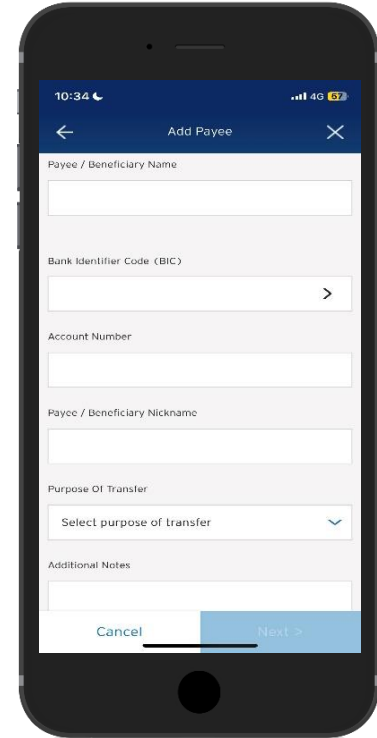 10:34 4G 57
Add Payee
Payee / Beneficiary Name
Bank Identifier Code (BIC)
Account Number
Payee / Beneficiary Nickname
Purpose Of Transfer
Select purpose of transfer
Additional Notes
Cancel Next >